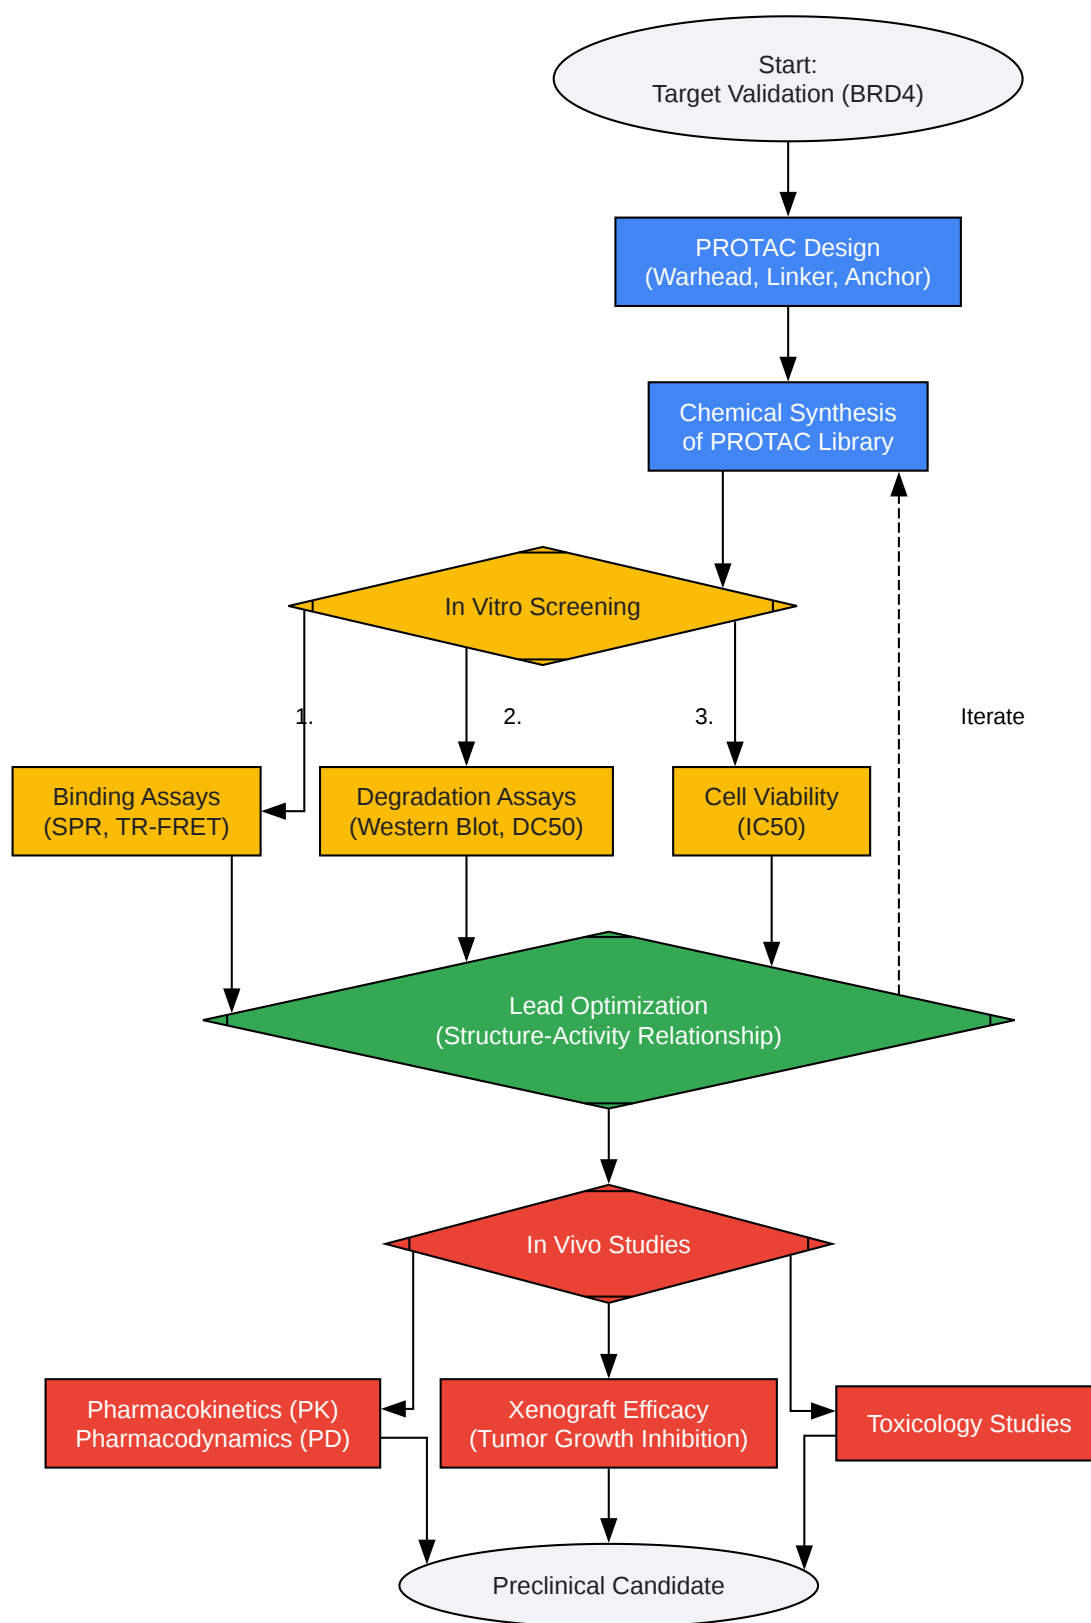 Start:
Target Validation (BRD4)
PROTAC Design
(Warhead, Linker, Anchor)
Chemical Synthesis
of PROTAC Library
In Vitro Screening
1.
2.
3.
Iterate
Binding Assays
(SPR, TR-FRET)
Degradation Assays
(Western Blot, DC50)
Cell Viability
(IC50)
Lead Optimization
(Structure-Activity Relationship)
In Vivo Studies
Pharmacokinetics (PK)
Pharmacodynamics (PD)
Xenograft Efficacy
(Tumor Growth Inhibition)
Toxicology Studies
Preclinical Candidate